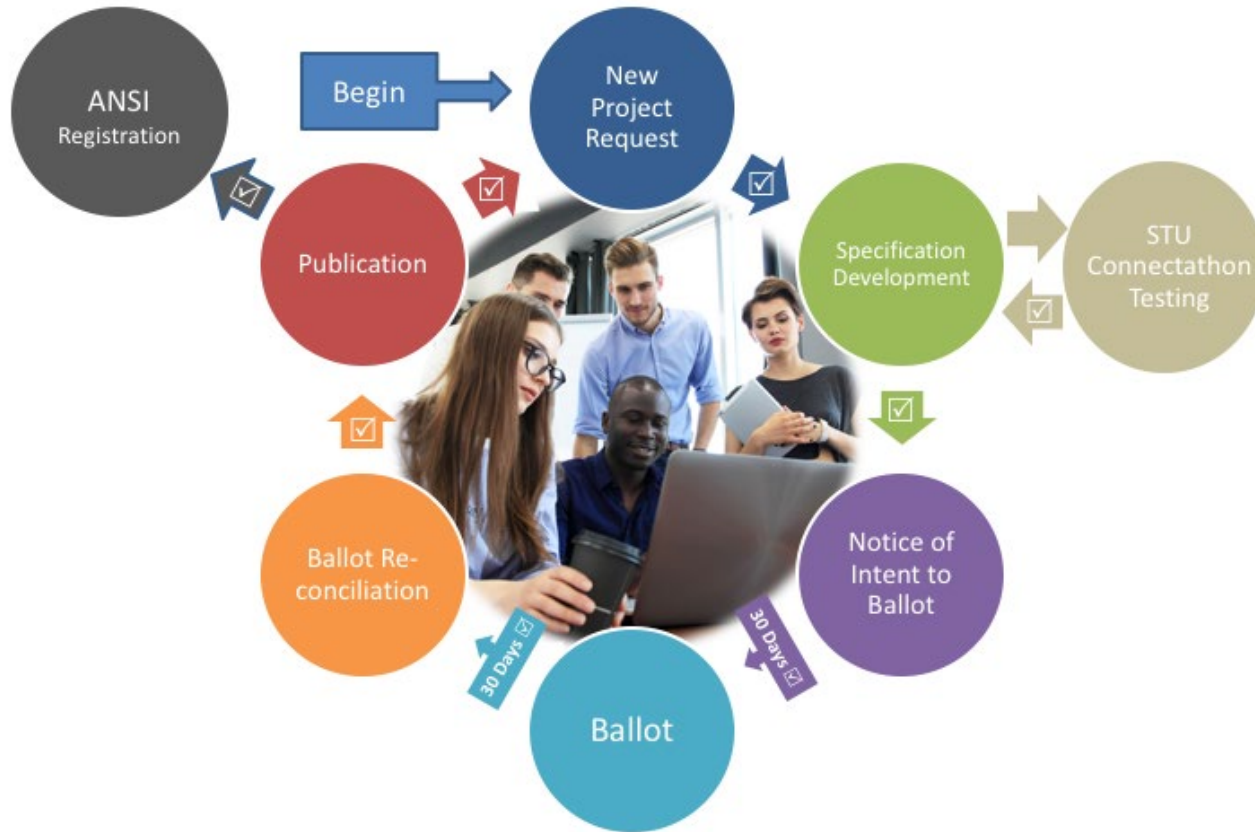 Begin
New
Project
Request
ANSI
Registration
Publication
Specification
Development
STU
Connectathon
Testing
Ballot Re-
conciliation
Notice of
Intent to
Ballot
30 Days
30 Days
Ballot